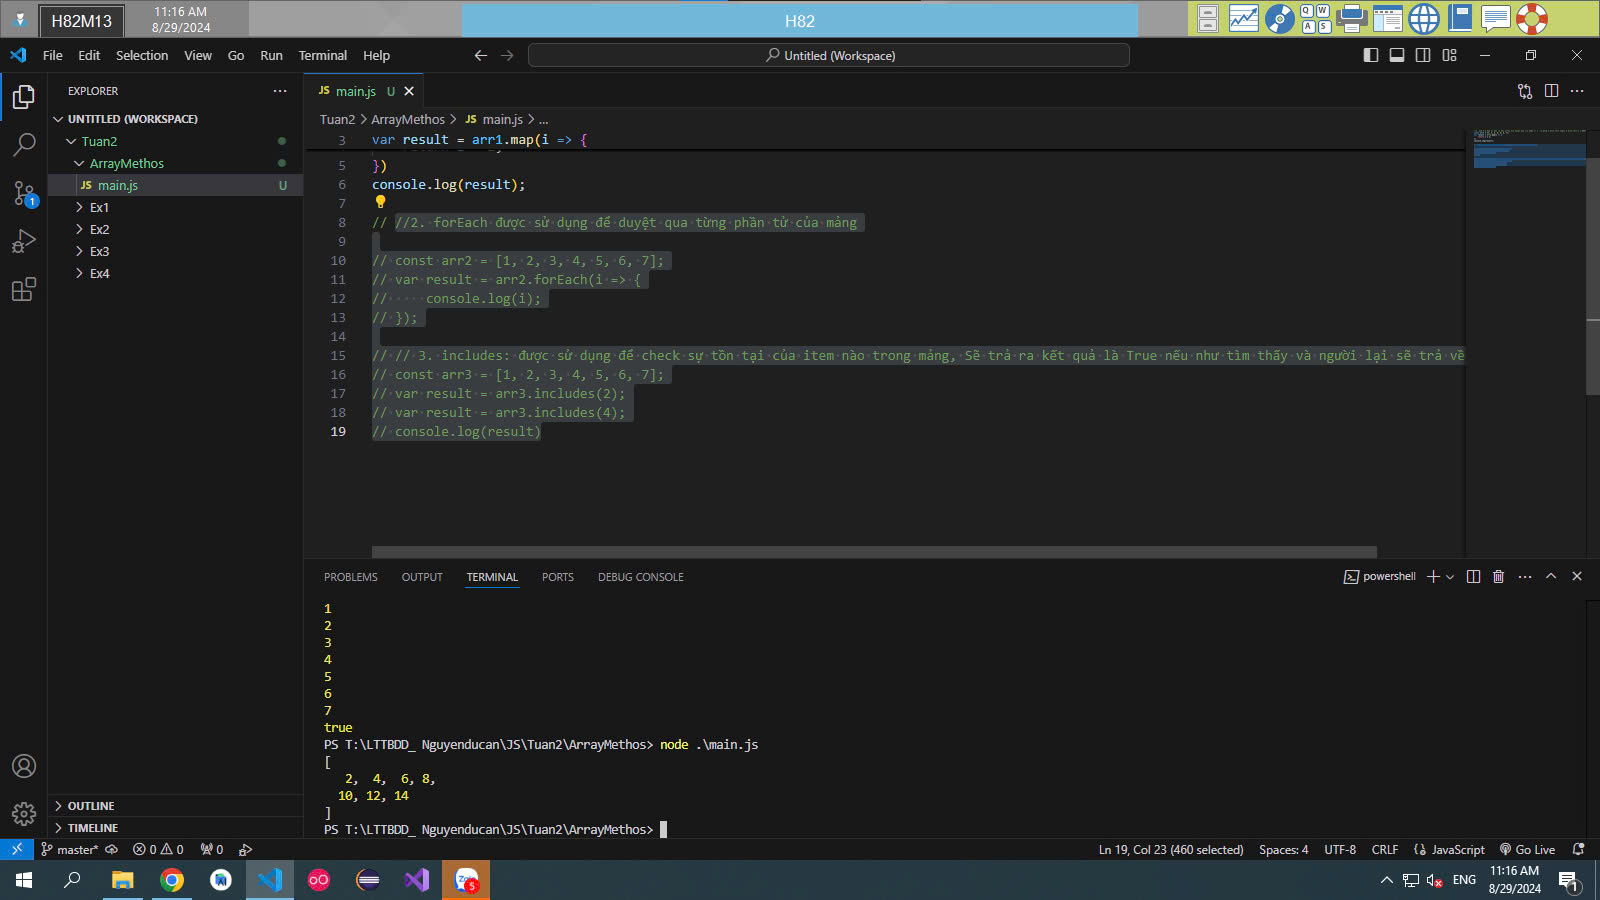 H82M13
11:16 AM
8/29/2024
H82
Q W
A S
File Edit Selection View Go Run Terminal Help
Untitled (Workspace)
EXPLORER
JS main.js U
UNTITLED (WORKSPACE)
Tuan2
ArrayMethos
JS main.js U
Ex1
Ex2
Ex3
Ex4
OUTLINE
TIMELINE
Tuan2 > ArrayMethos > JS main.js > ...
3 var result = arr1.map(i => {
5 })
6 console.log(result);
7
8 // //2. forEach được sử dụng để duyệt qua từng phần tử của mảng
9
10 // const arr2 = [1, 2, 3, 4, 5, 6, 7];
11 // var result = arr2.forEach(i => {
12 //     console.log(i);
13 // });
14
15 // // 3. includes: được sử dụng để check sự tồn tại của item nào trong mảng, Sẽ trả ra kết quả là True nếu như tìm thấy và người lại sẽ trả về
16 // const arr3 = [1, 2, 3, 4, 5, 6, 7];
17 // var result = arr3.includes(2);
18 // var result = arr3.includes(4);
19 // console.log(result)
PROBLEMS OUTPUT TERMINAL PORTS DEBUG CONSOLE
powershell
1
2
3
4
5
6
7
true
PS T:\LTTBDD_ Nguyenducan\JS\Tuan2\ArrayMethos> node .\main.js
[
2, 4, 6, 8,
10, 12, 14
]
PS T:\LTTBDD_ Nguyenducan\JS\Tuan2\ArrayMethos>
master* 0 0 0
Ln 19, Col 23 (460 selected) Spaces: 4 UTF-8 CRLF {} JavaScript Go Live
ENG
11:16 AM
8/29/2024
1
5
1